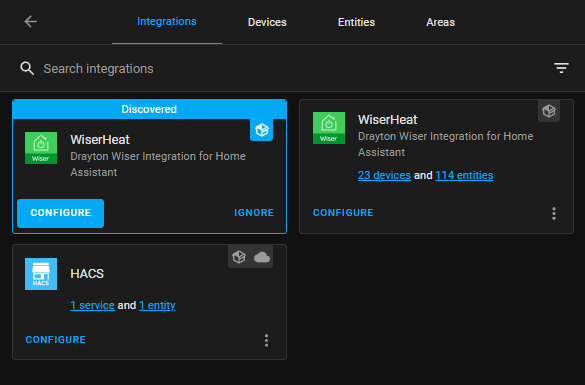 Integrations Devices Entities Areas
Search integrations
Discovered
WiserHeat
Drayton Wiser Integration for Home
Assistant
Wiser
CONFIGURE IGNORE
WiserHeat
Drayton Wiser Integration for Home
Assistant
Wiser
23 devices and 114 entities
CONFIGURE
HACS
HACS
1 service and 1 entity
CONFIGURE